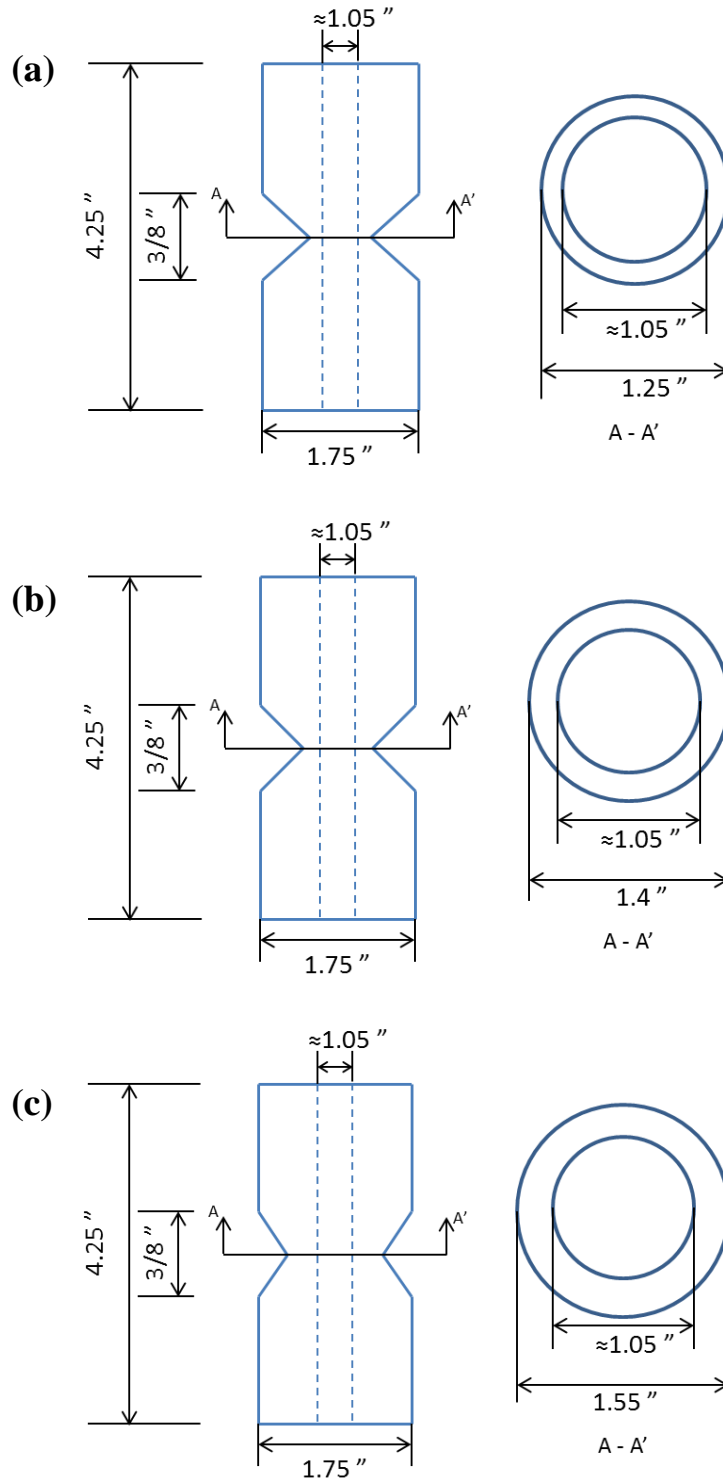 ≈1.05 ”
(a)
4.25 ”
3/8 ”
A
A’
1.75 ”
≈1.05 ”
1.25 ”
A - A’
≈1.05 ”
(b)
4.25 ”
3/8 ”
A
A’
1.75 ”
≈1.05 ”
1.4 ”
A - A’
≈1.05 ”
(c)
4.25 ”
3/8 ”
A
A’
1.75 ”
≈1.05 ”
1.55 ”
A - A’